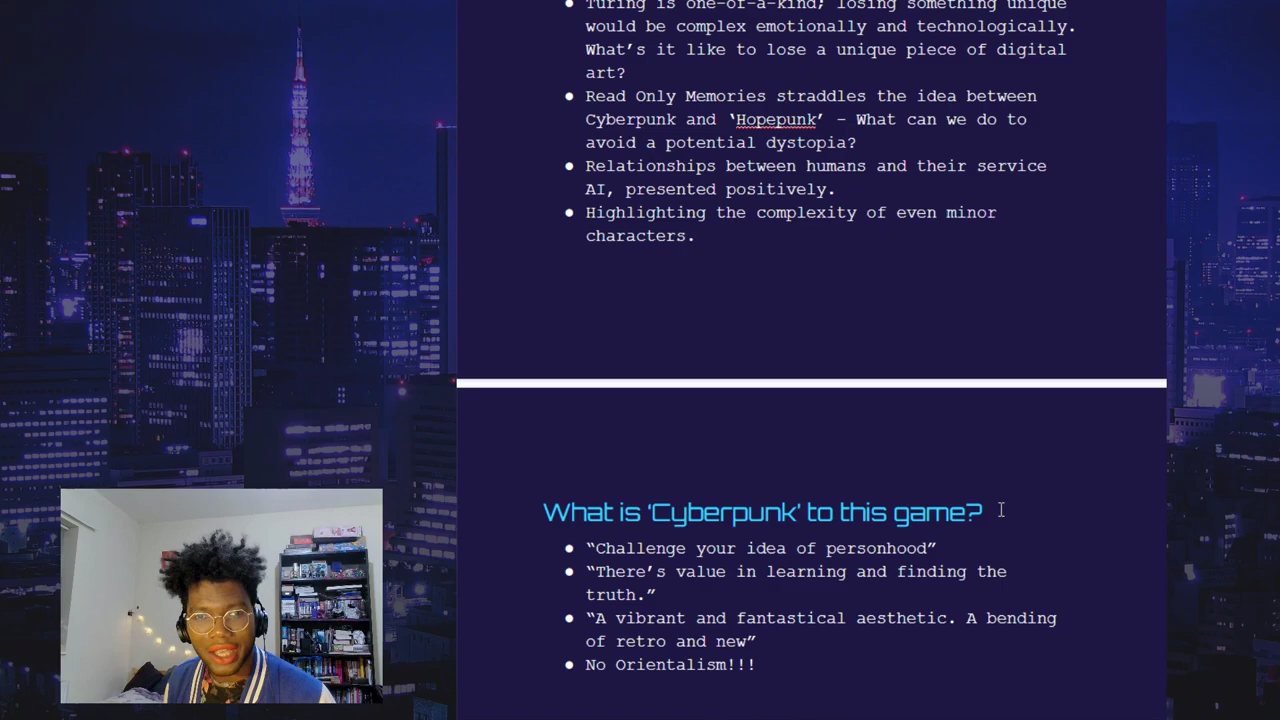 ● Turing is one-of-a-kind; losing something unique
would be complex emotionally and technologically.
What’s it like to lose a unique piece of digital
art?
● Read Only Memories straddles the idea between
Cyberpunk and ‘Hopepunk’ – What can we do to
avoid a potential dystopia?
● Relationships between humans and their service
AI, presented positively.
● Highlighting the complexity of even minor
characters.
What is ‘Cyberpunk’ to this game?
● “Challenge your idea of personhood”
● “There’s value in learning and finding the
truth.”
● “A vibrant and fantastical aesthetic. A bending
of retro and new”
● No Orientalism!!!